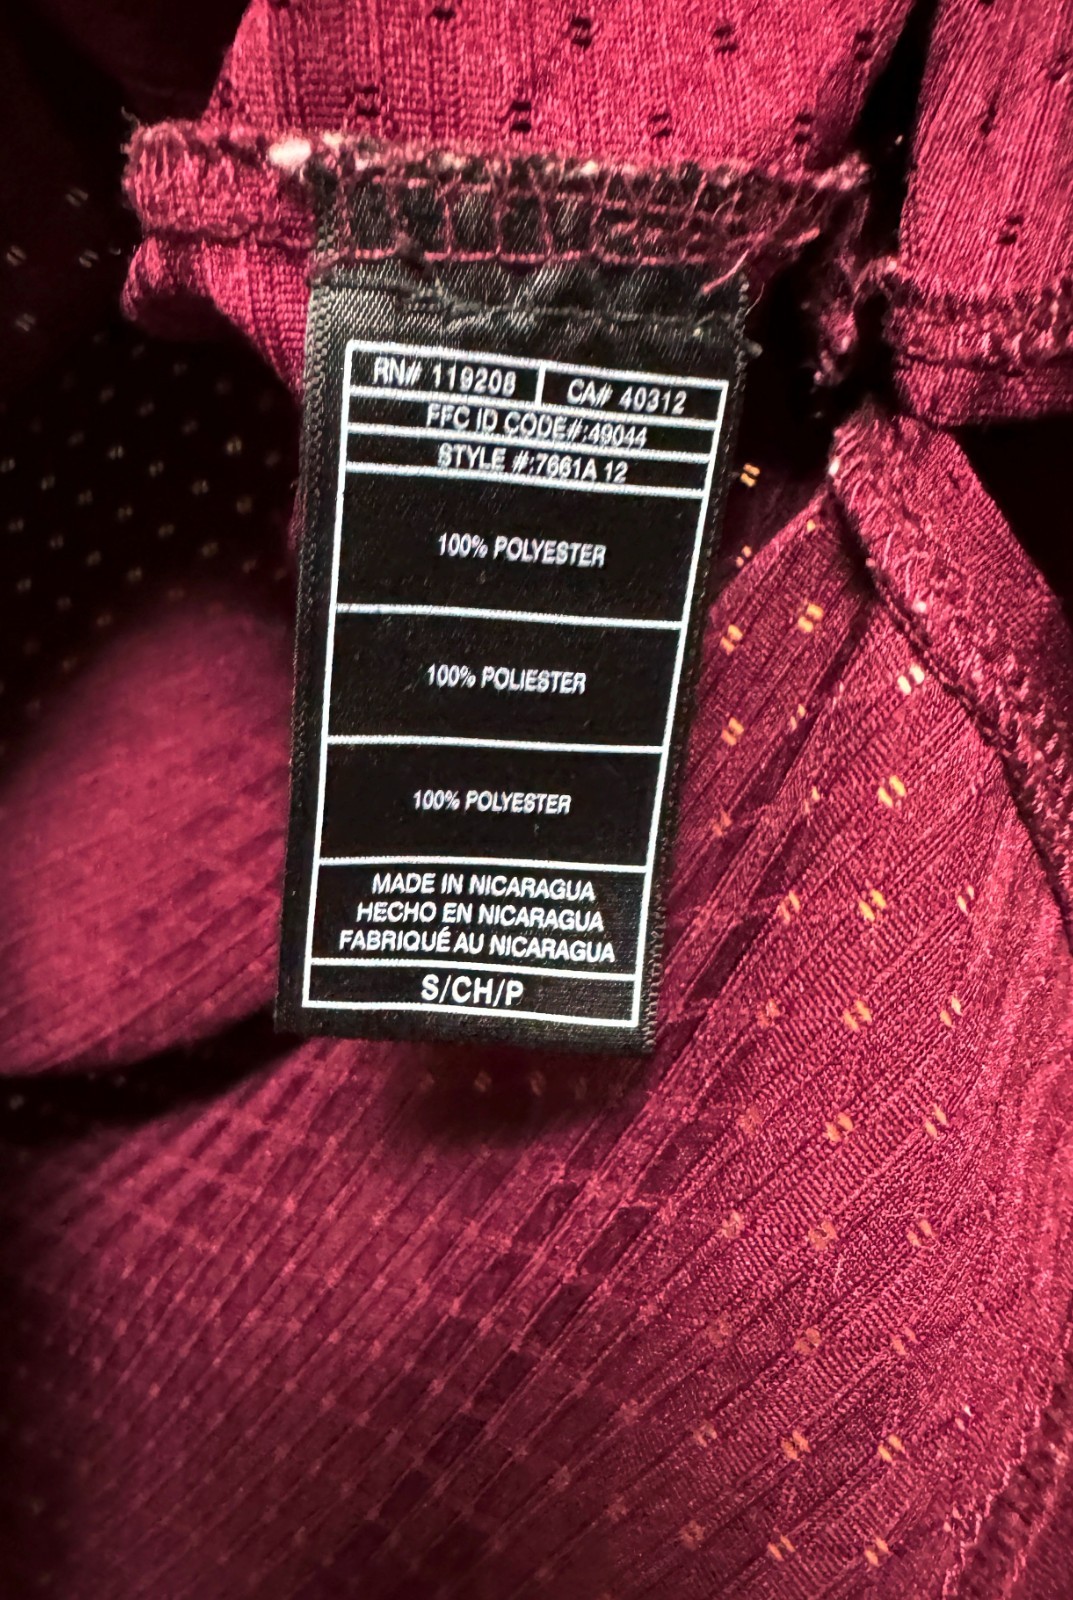 RN# 119208 CA# 40312
FFC ID CODE#:49044
STYLE #:7661A 12
100% POLYESTER
100% POLIESTER
100% POLYESTER
MADE IN NICARAGUA
HECHO EN NICARAGUA
FABRIQUÉ AU NICARAGUA
S/CH/P